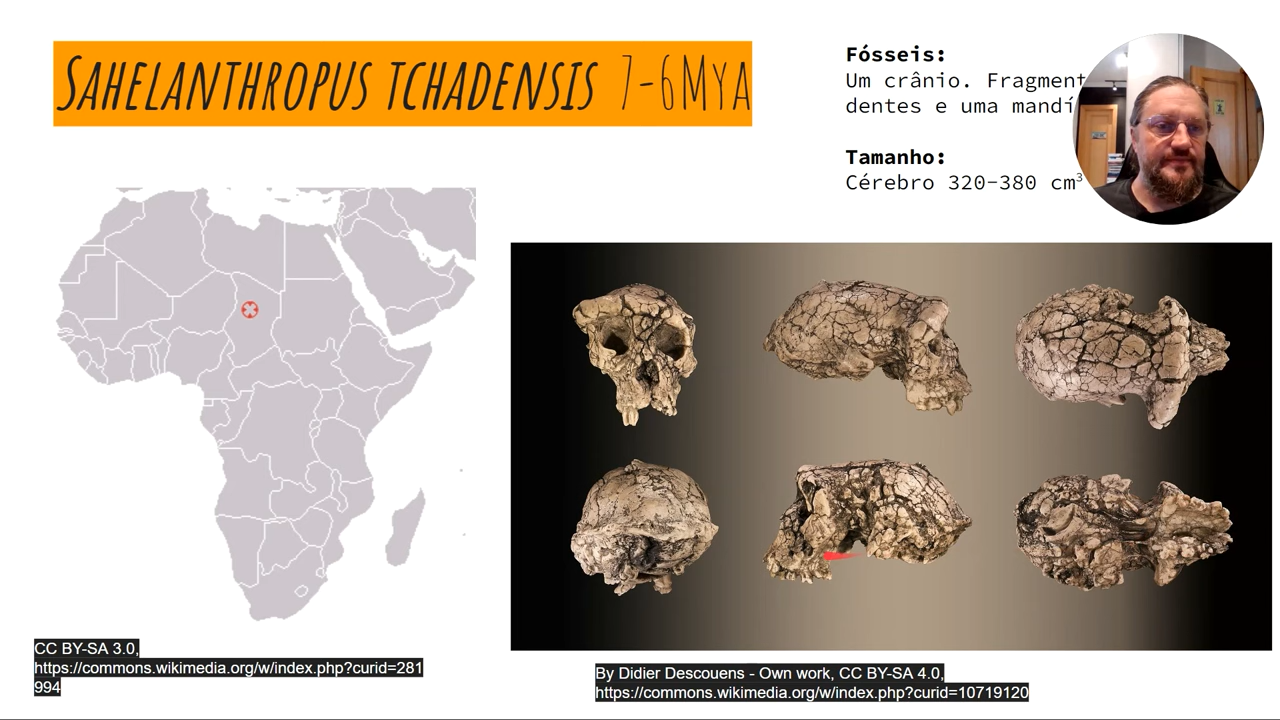 Sahelanthropus tchadensis 7-6Mya
Fósseis:
Um crânio. Fragment
dentes e uma mandí
Tamanho:
Cérebro 320-380 cm³
CC BY-SA 3.0,
https://commons.wikimedia.org/w/index.php?curid=281
994
By Didier Descouens - Own work, CC BY-SA 4.0,
https://commons.wikimedia.org/w/index.php?curid=10719120